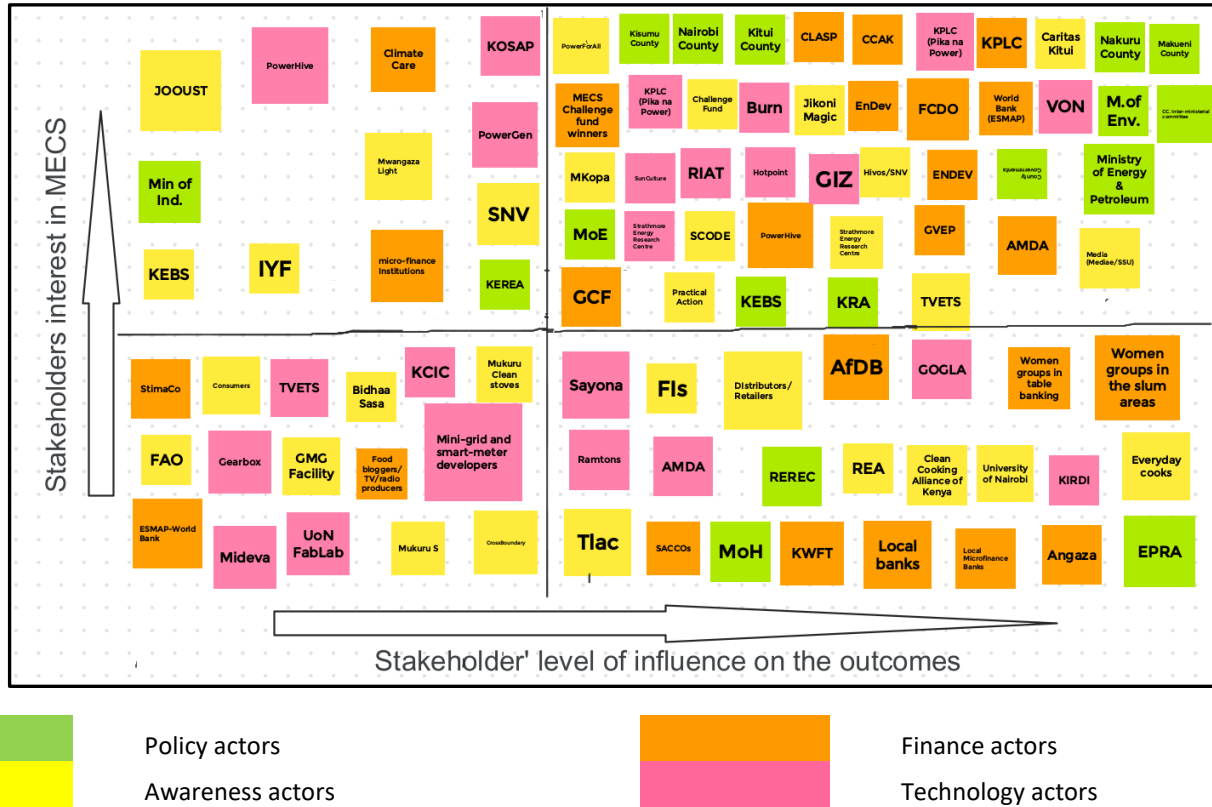 Stakeholders interest in MECS
JOOUST
PowerHive
Climate
Care
KOSAP
Min of
Ind.
Mwangaza
Light
PowerGen
SNV
KEBS
IYF
micro-finance
Institutions
KEREA
PowerForAll
Kisumu
County
Nairobi
County
Kitui
County
CLASP
CCAK
KPLC
(Pika na
Power)
KPLC
Caritas
Kitui
Nakuru
County
Makueni
County
MECS
Challenge
fund
winners
KPLC
(Pika na
Power)
Challenge
Fund
Burn
Jikoni
Magic
EnDev
FCDO
World
Bank
(ESMAP)
VON
M.of
Env.
CC. Inter-ministerial
committee
MKopa
SunCulture
RIAT
Hotpoint
GIZ
Hivos/SNV
ENDEV
County
Governments
Ministry
of Energy
&
Petroleum
MoE
Strathmore
Energy
Research
Centre
SCODE
PowerHive
Strathmore
Energy
Research
Centre
GVEP
AMDA
Media
(Mediae/SSU)
GCF
Practical
Action
KEBS
KRA
TVETS
StimaCo
Consumers
TVETS
Bidhaa
Sasa
KCIC
Mukuru
Clean
stoves
FAO
Gearbox
GMG
Facility
Food
bloggers/
TV/radio
producers
Mini-grid and
smart-meter
developers
ESMAP-World
Bank
Mideva
UoN
FabLab
Mukuru S
CrossBoundary
Sayona
FIs
DIstributors/
Retailers
AfDB
GOGLA
Women
groups in
table
banking
Women
groups in
the slum
areas
Ramtons
AMDA
REREC
REA
Clean
Cooking
Alliance of
Kenya
University
of Nairobi
KIRDI
Everyday
cooks
Tlac
SACCOs
MoH
KWFT
Local
banks
Local
Microfinance
Banks
Angaza
EPRA
Stakeholder' level of influence on the outcomes
Policy actors
Finance actors
Awareness actors
Technology actors